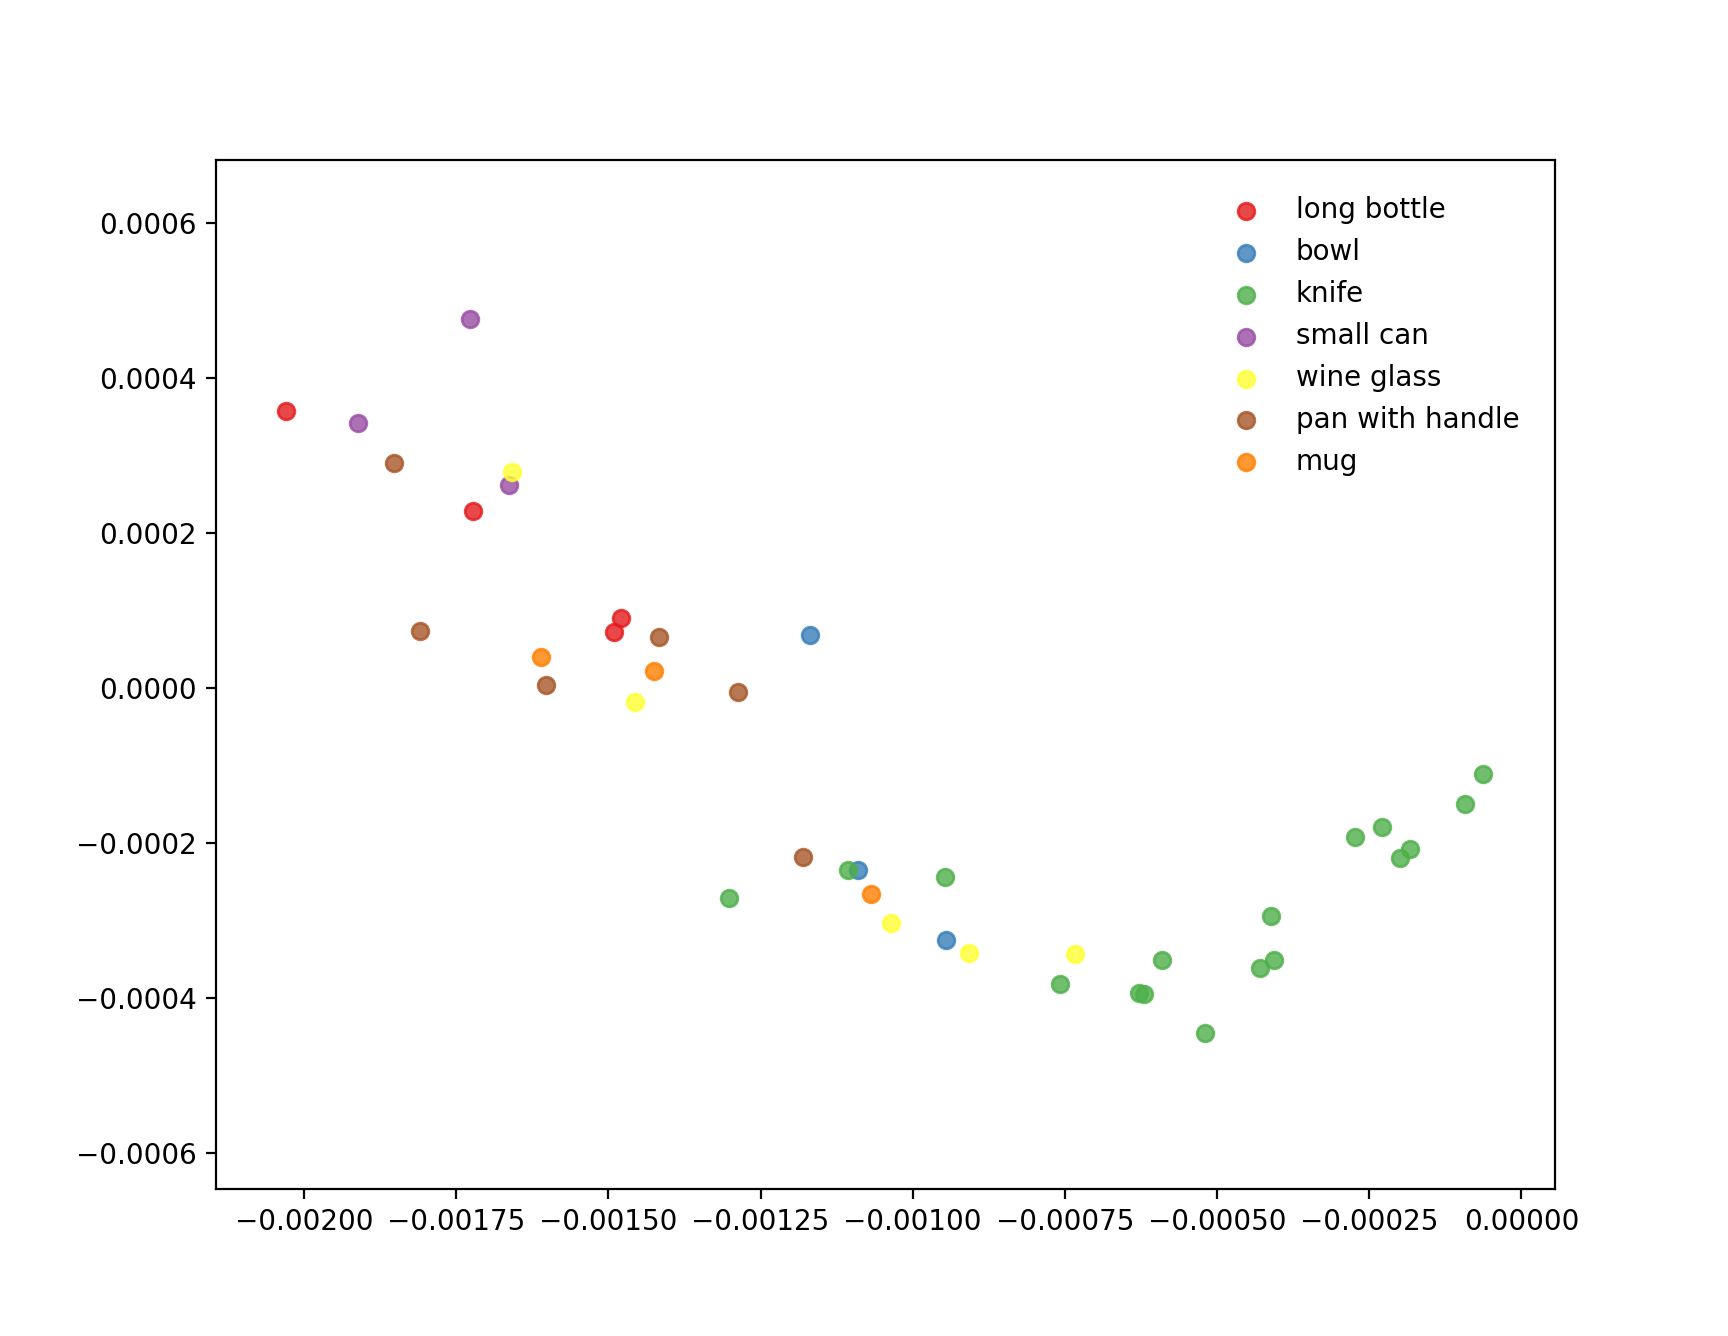 long bottle
bowl
knife
small can
wine glass
pan with handle
mug
0.0006
0.0004
0.0002
0.0000
−0.0002
−0.0004
−0.0006
−0.00200 −0.00175 −0.00150 −0.00125 −0.00100 −0.00075 −0.00050 −0.00025 0.00000